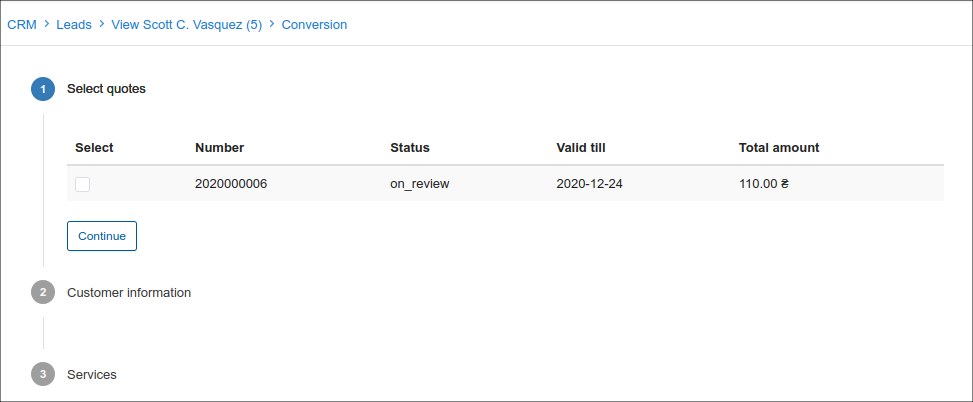 CRM > Leads > View Scott C. Vasquez (5) > Conversion
1 Select quotes
Select Number Status Valid till Total amount
2020000006 on_review 2020-12-24 110.00 ₴
Continue
2 Customer information
3 Services